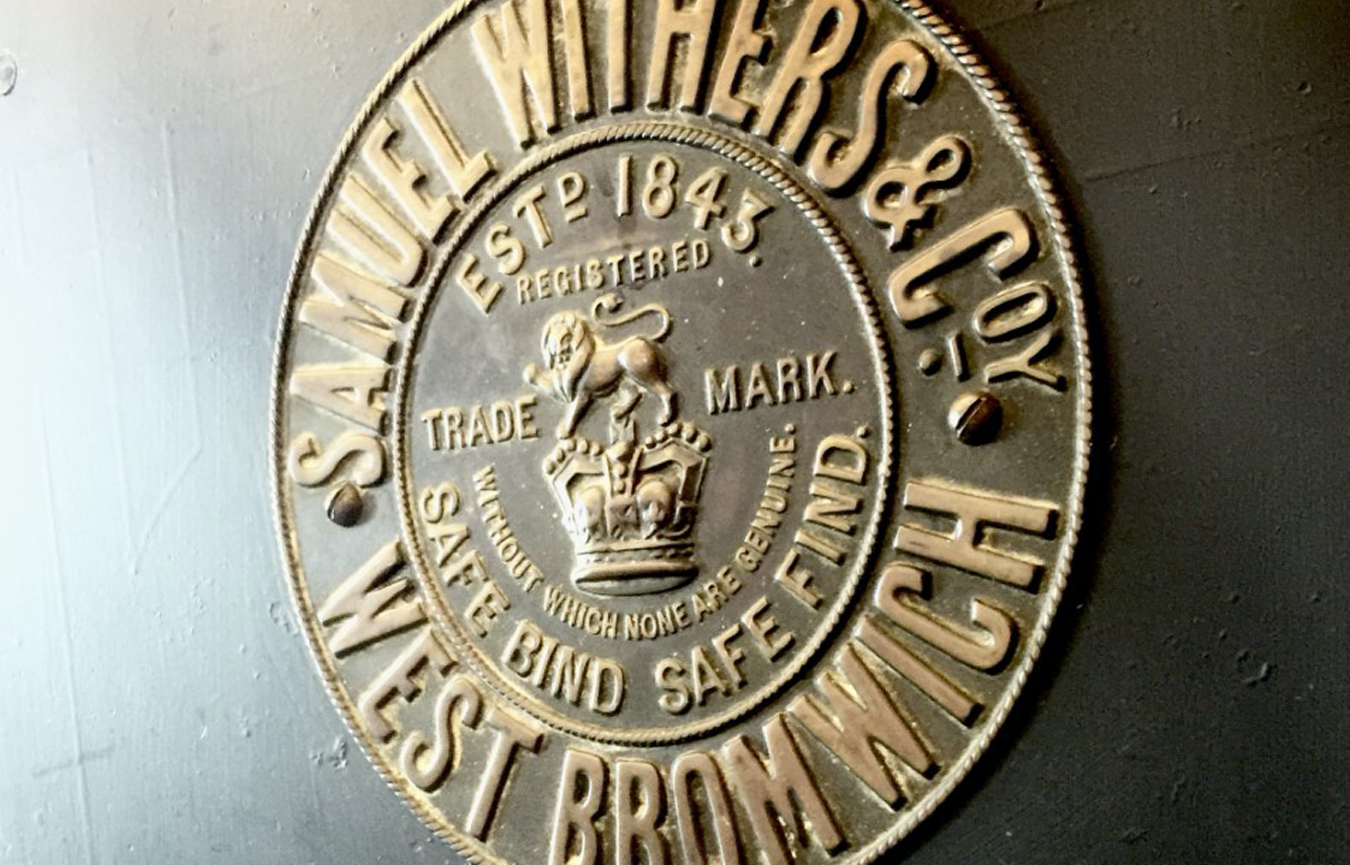 SAMUEL WITHERS & COY
ESTD 1843.
REGISTERED
TRADE MARK.
WITHOUT WHICH NONE ARE GENUINE.
SAFE BIND SAFE FIND.
WEST BROMWICH